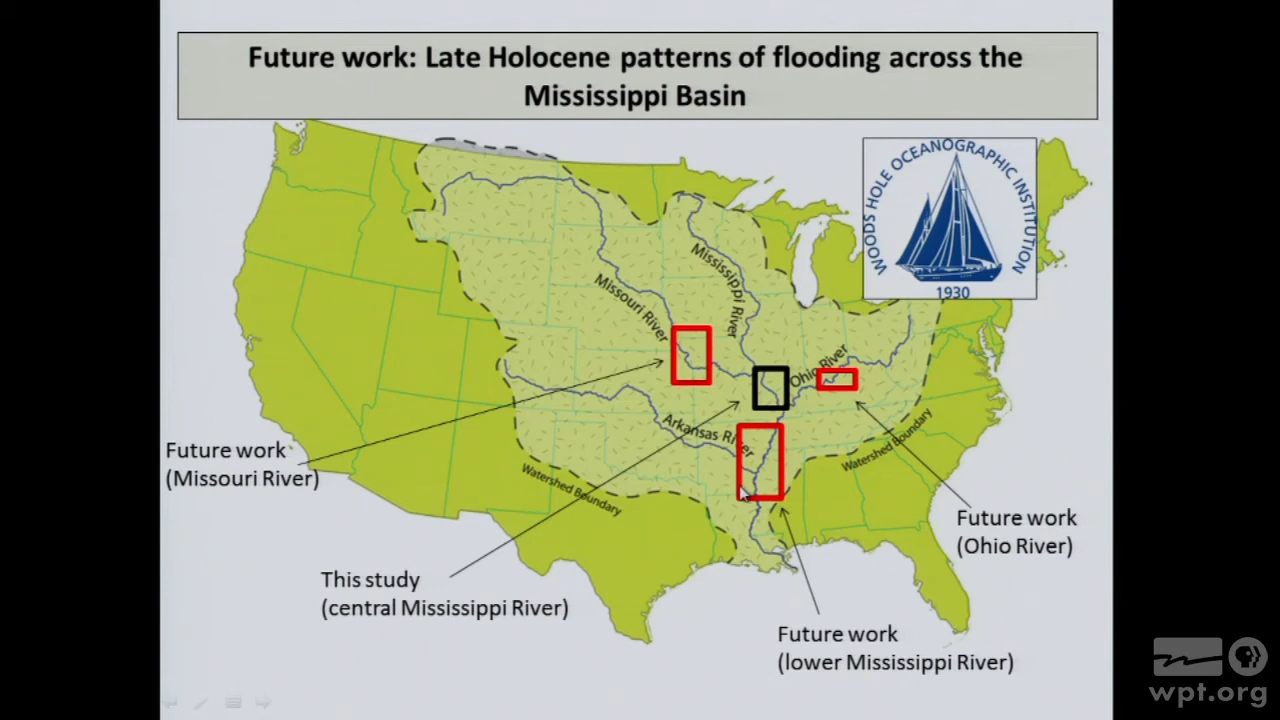 Future work: Late Holocene patterns of flooding across the
Mississippi Basin
WOODS HOLE OCEANOGRAPHIC INSTITUTION
1930
Mississippi River
Missouri River
Ohio River
Arkansas River
Watershed Boundary
Watershed Boundary
Future work
(Missouri River)
This study
(central Mississippi River)
Future work
(Ohio River)
Future work
(lower Mississippi River)
PBS
wpt.org